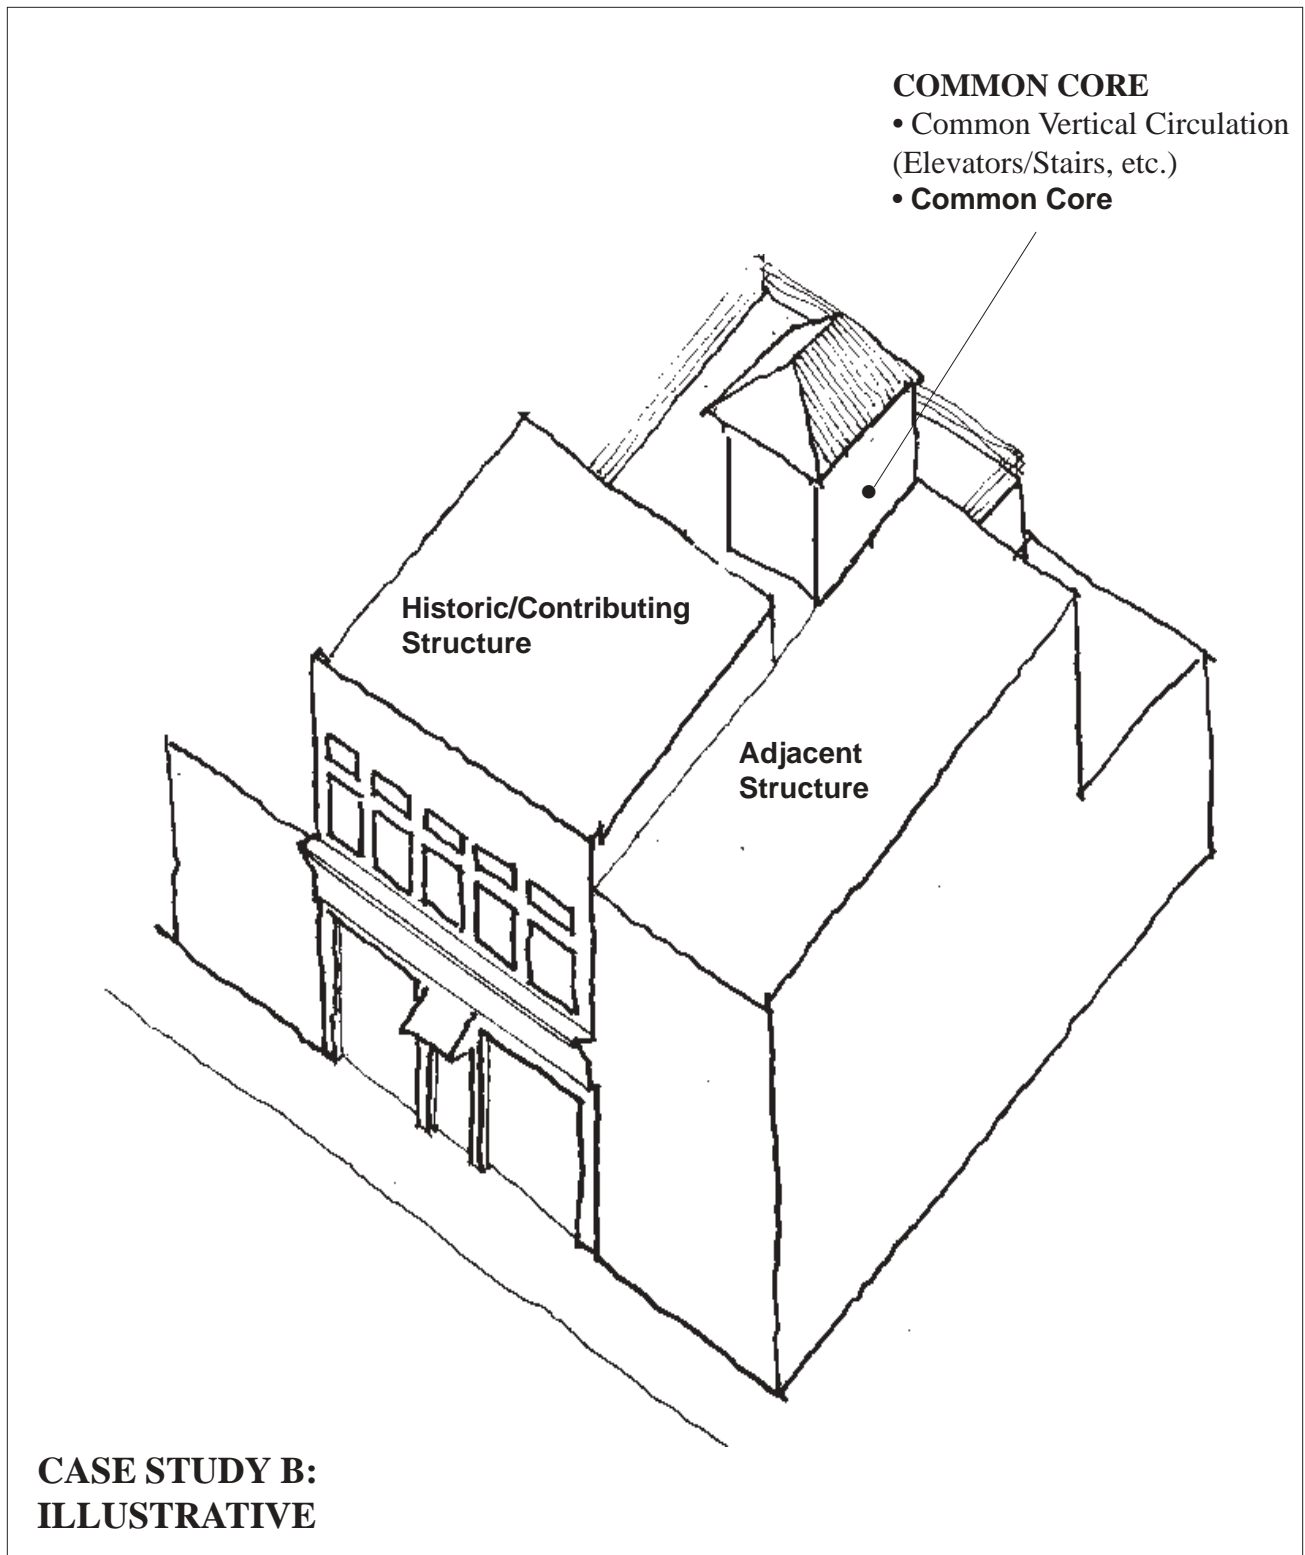 COMMON CORE
• Common Vertical Circulation
(Elevators/Stairs, etc.)
• Common Core
Historic/Contributing
Structure
Adjacent
Structure
CASE STUDY B:
ILLUSTRATIVE